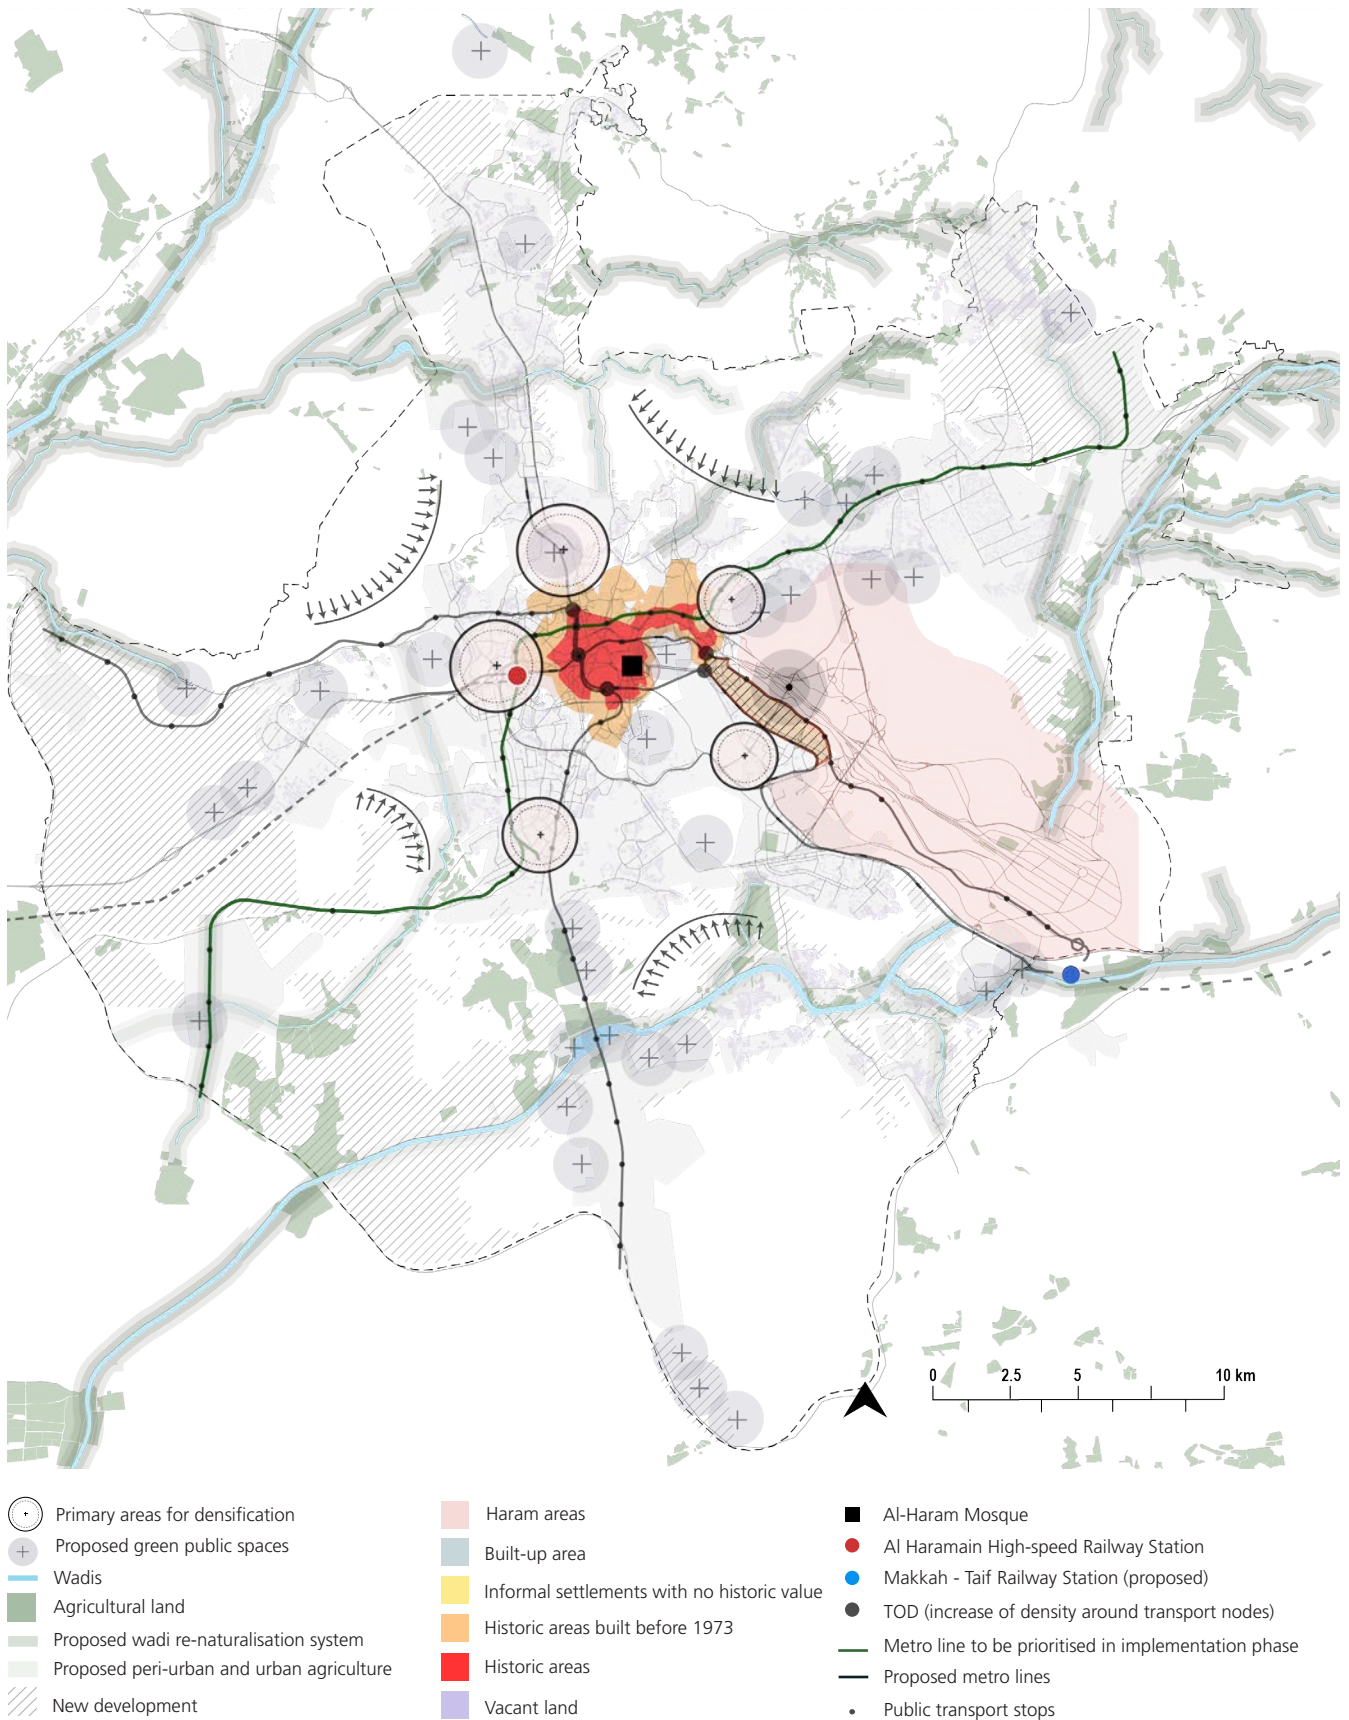 0 2.5 5 10 km
Primary areas for densification
Proposed green public spaces
Wadis
Agricultural land
Proposed wadi re-naturalisation system
Proposed peri-urban and urban agriculture
New development
Haram areas
Built-up area
Informal settlements with no historic value
Historic areas built before 1973
Historic areas
Vacant land
Al-Haram Mosque
Al Haramain High-speed Railway Station
Makkah - Taif Railway Station (proposed)
TOD (increase of density around transport nodes)
Metro line to be prioritised in implementation phase
Proposed metro lines
Public transport stops